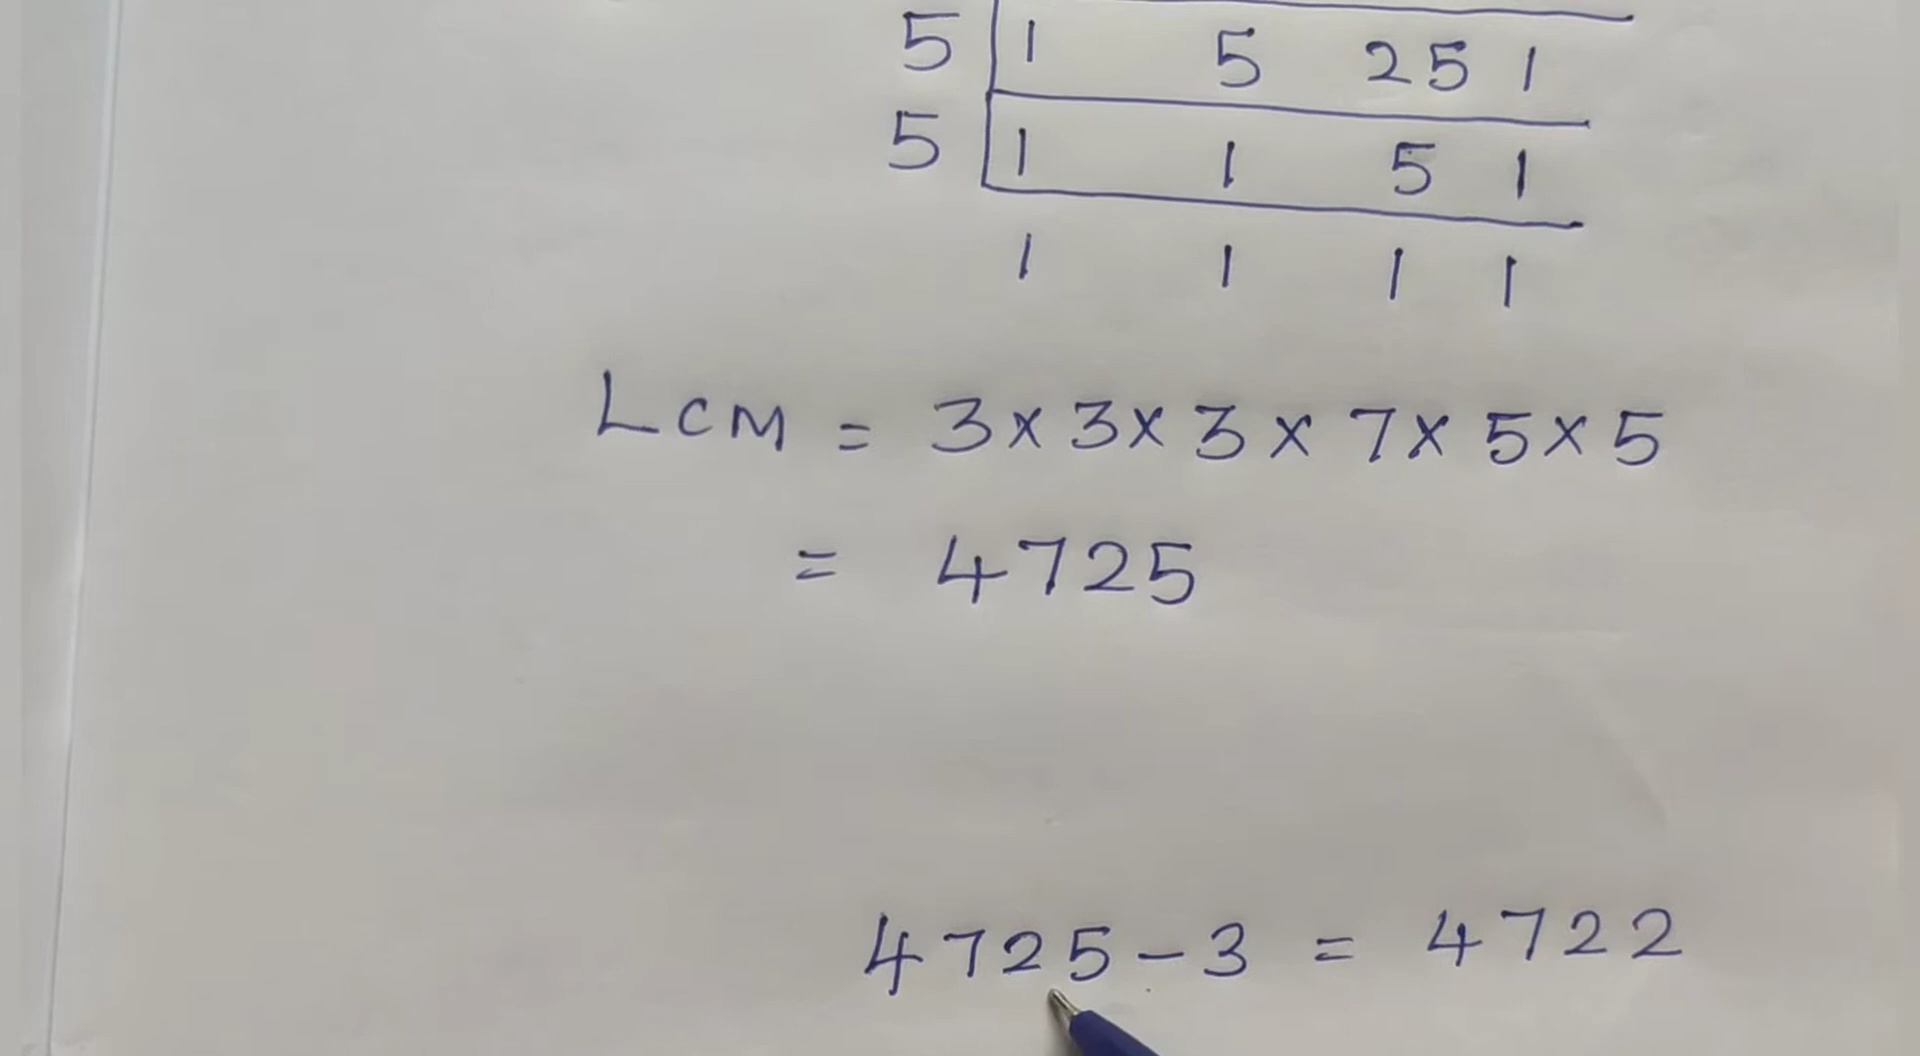 5 | 1 5 25 1
5 | 1 1 5 1
1 1 1 1
LCM = 3 × 3 × 3 × 7 × 5 × 5
= 4725
4725 - 3 = 4722